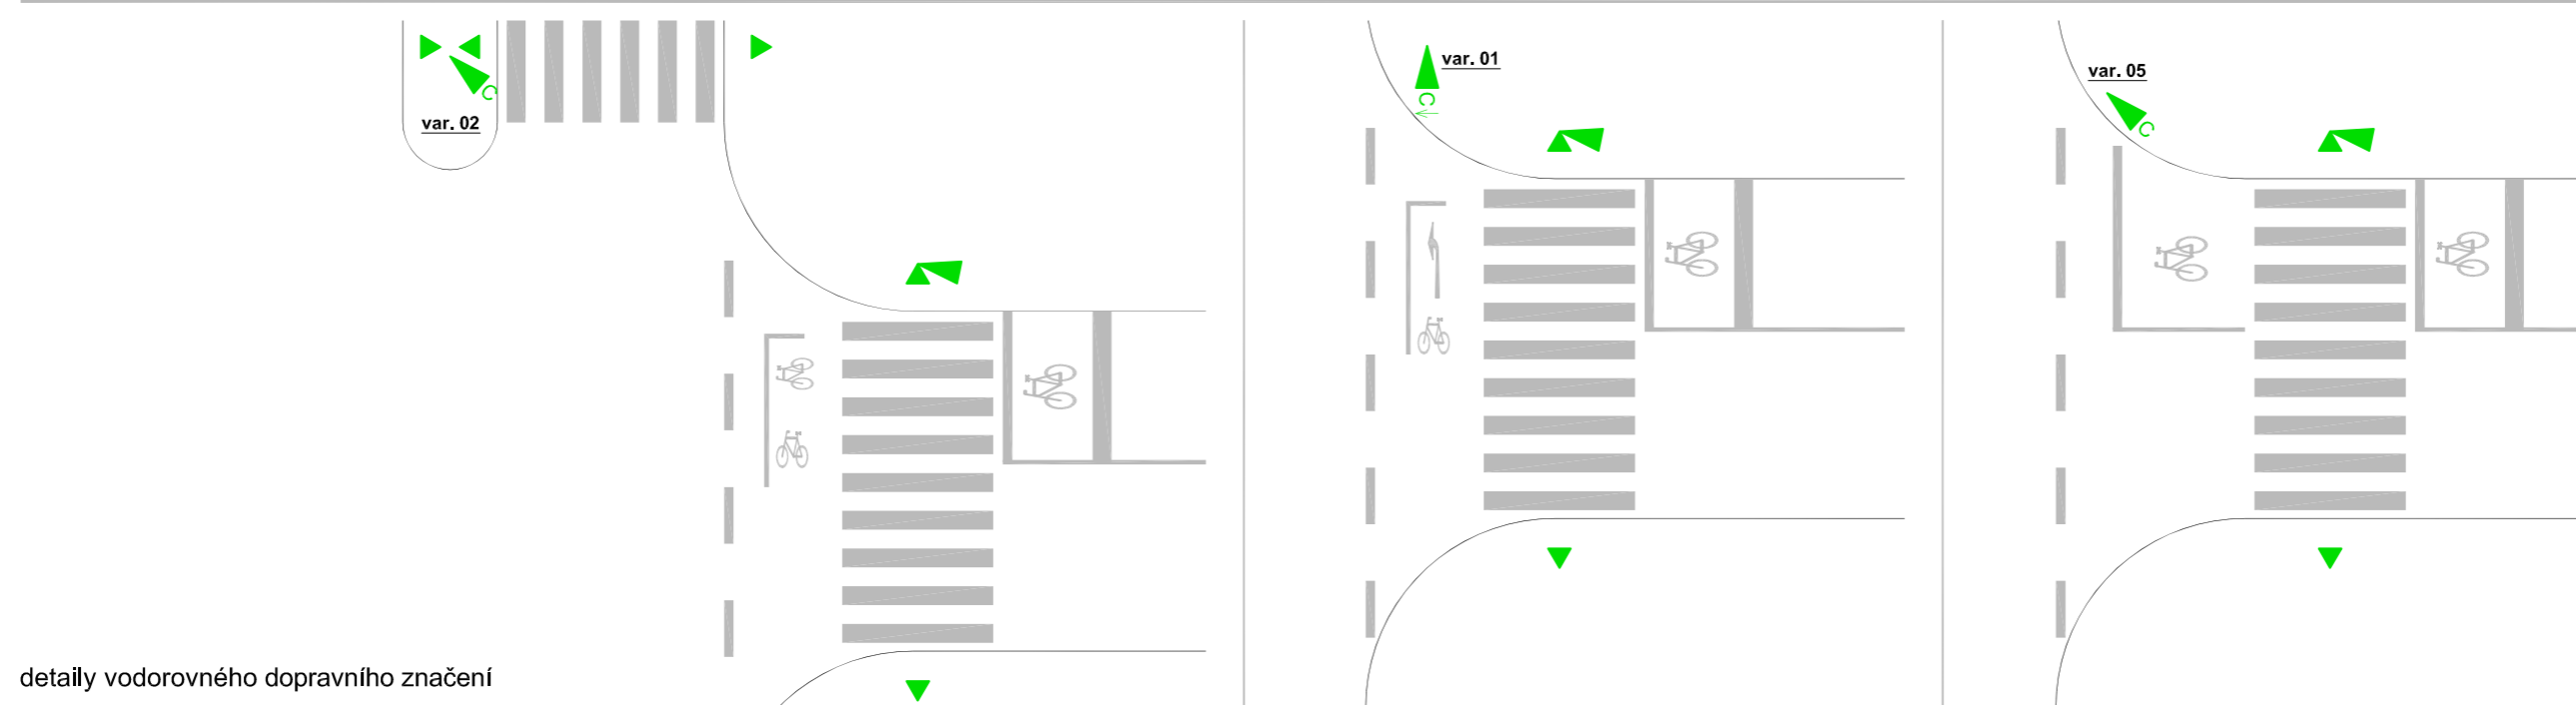 var. 02
C
var. 01
C
var. 05
C
detaily vodorovného dopravního značení